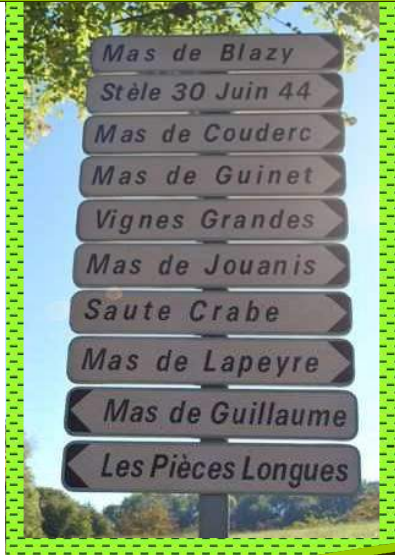 Mas de Blazy
Stèle 30 Juin 44
Mas de Couderc
Mas de Guinet
Vignes Grandes
Mas de Jouanis
Saute Crabe
Mas de Lapeyre
Mas de Guillaume
Les Pièces Longues